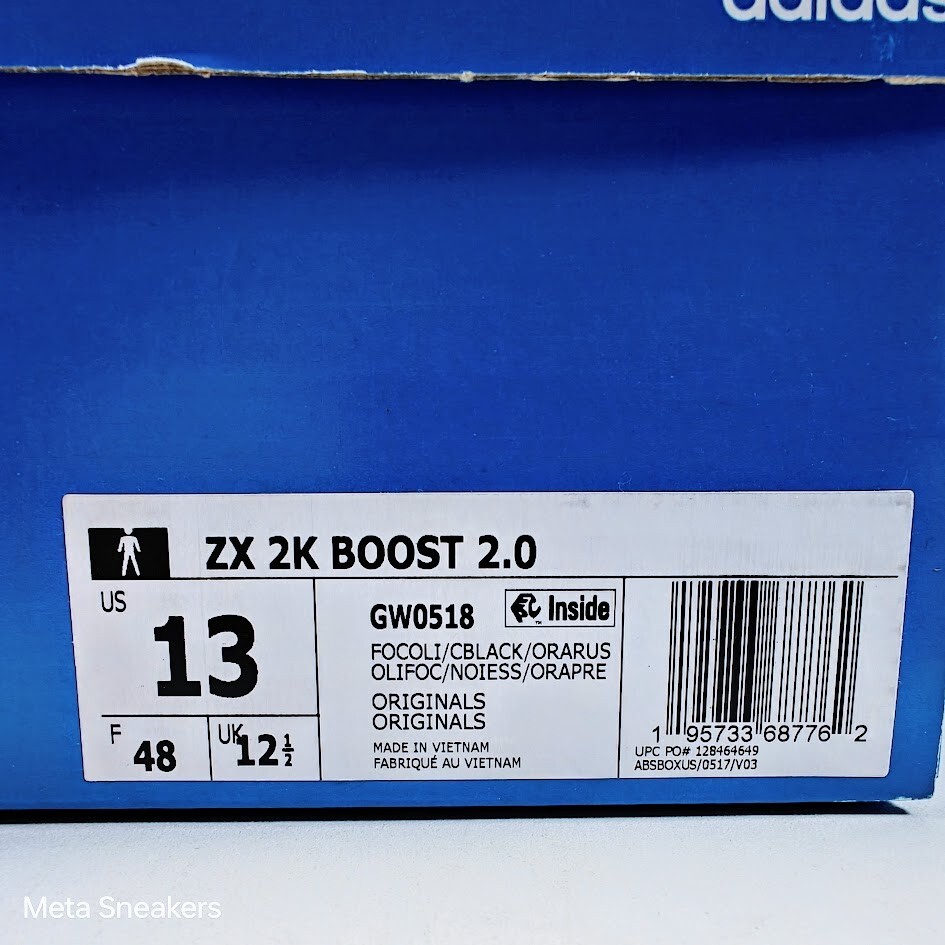 adidas
ZX 2K BOOST 2.0
US
13
F
48
UK
12½
GW0518
Inside
FOCOLI/CBLACK/ORARUS
OLIFOC/NOIESS/ORAPRE
ORIGINALS
ORIGINALS
MADE IN VIETNAM
FABRIQUÉ AU VIETNAM
1 95733 68776 2
UPC PO# 128464649
ABSBOXUS/0517/V03
Meta Sneakers